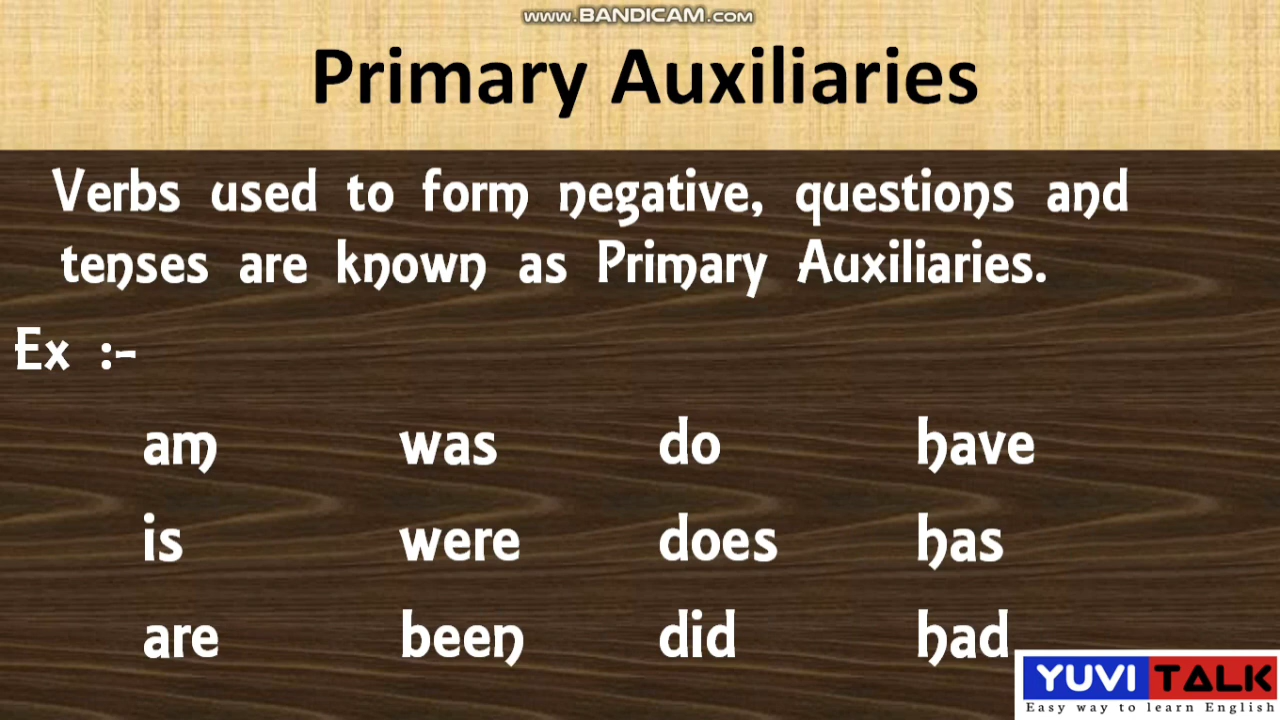 www.BANDICAM.com
Primary Auxiliaries
Verbs used to form negative, questions and
tenses are known as Primary Auxiliaries.
Ex :-
am was do have
is were does has
are been did had
YUVI TALK
Easy way to learn English